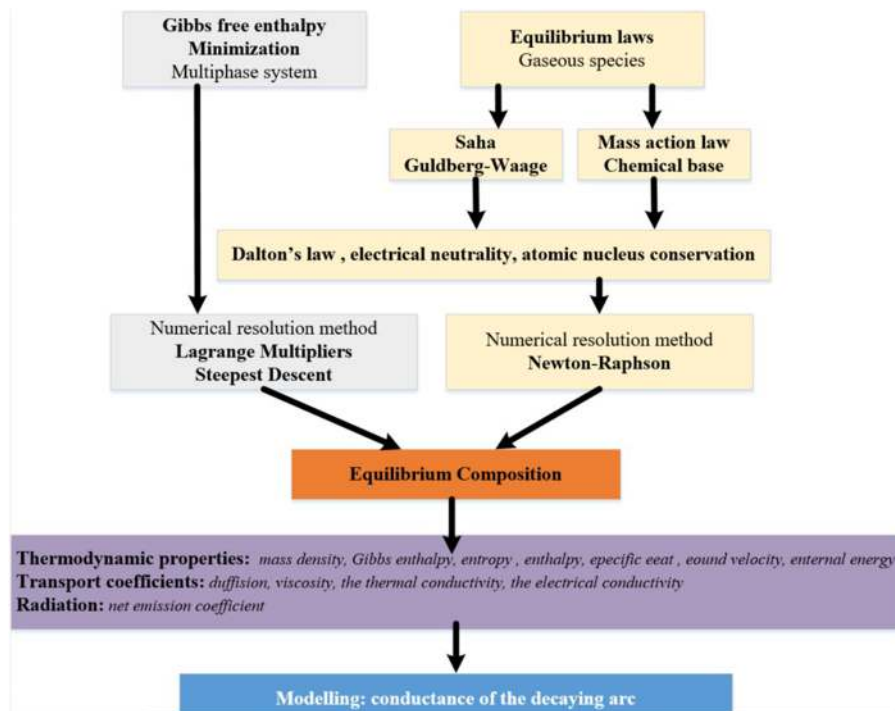 Gibbs free enthalpy
Minimization
Multiphase system
Equilibrium laws
Gaseous species
Saha
Guldberg-Waage
Mass action law
Chemical base
Dalton's law , electrical neutrality, atomic nucleus conservation
Numerical resolution method
Lagrange Multipliers
Steepest Descent
Numerical resolution method
Newton-Raphson
Equilibrium Composition
Thermodynamic properties: mass density, Gibbs enthalpy, entropy , enthalpy, epecific eeat , eound velocity, enternal energy
Transport coefficients: duffision, viscosity, the thermal conductivity, the electrical conductivity
Radiation: net emission coefficient
Modelling: conductance of the decaying arc